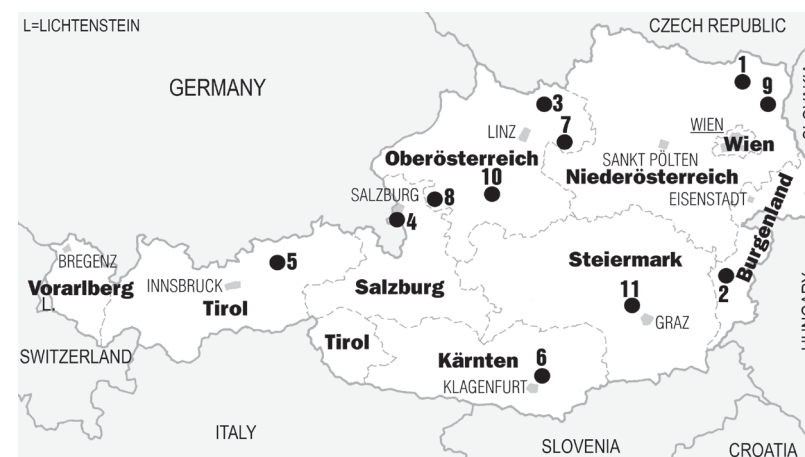 L=LICHTENSTEIN
CZECH REPUBLIC
GERMANY
1
9
3
7
LINZ
WIEN
Wien
Oberösterreich
SANKT PÖLTEN
Niederösterreich
10
SALZBURG
8
4
EISENSTADT
Burgenland
BREGENZ
5
Steiermark
INNSBRUCK
Vorarlberg
L.
Tirol
Salzburg
2
11
GRAZ
SWITZERLAND
Tirol
Kärnten
6
KLAGENFURT
ITALY
SLOVENIA
CROATIA
HUNGARY